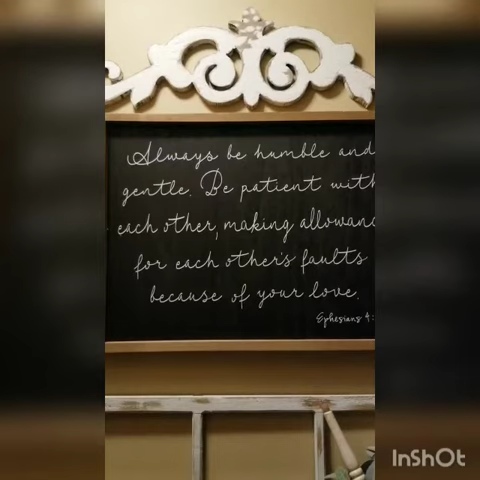 Always be humble and
gentle. Be patient with
each other, making allowanc
for each other's faults
because of your love.
Ephesians 4:
InShOt